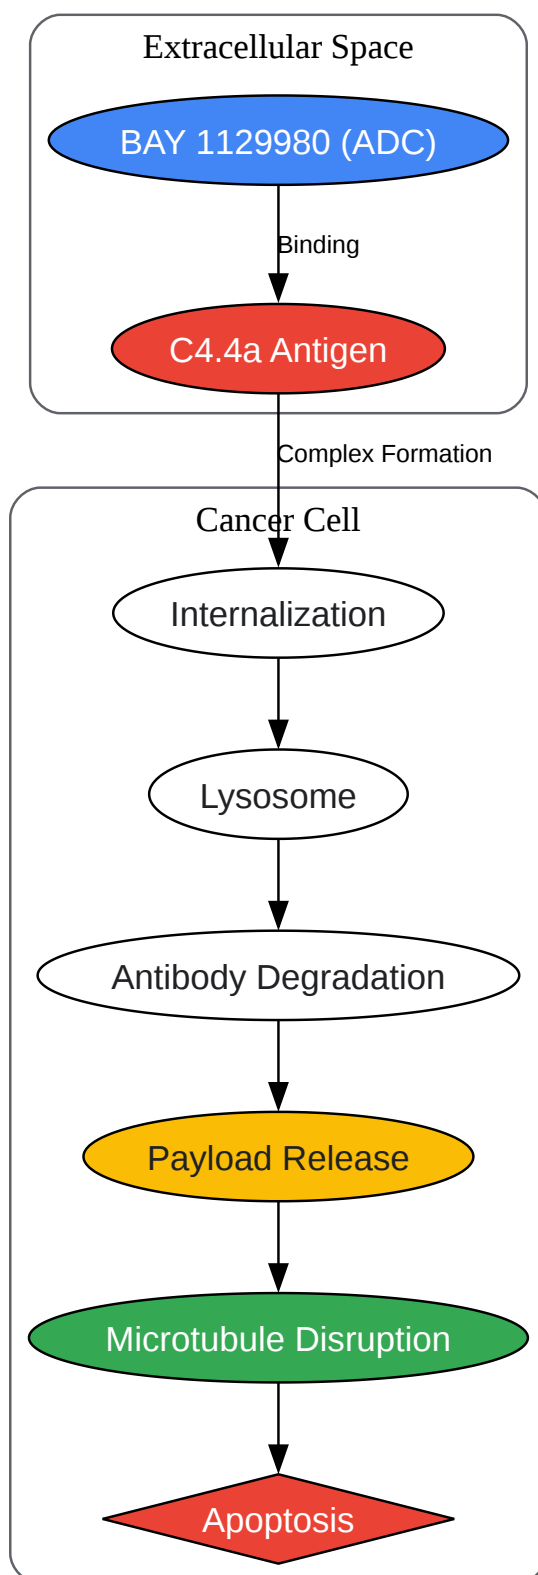 Extracellular Space
BAY 1129980 (ADC)
Binding
C4.4a Antigen
Complex Formation
Cancer Cell
Internalization
Lysosome
Antibody Degradation
Payload Release
Microtubule Disruption
Apoptosis